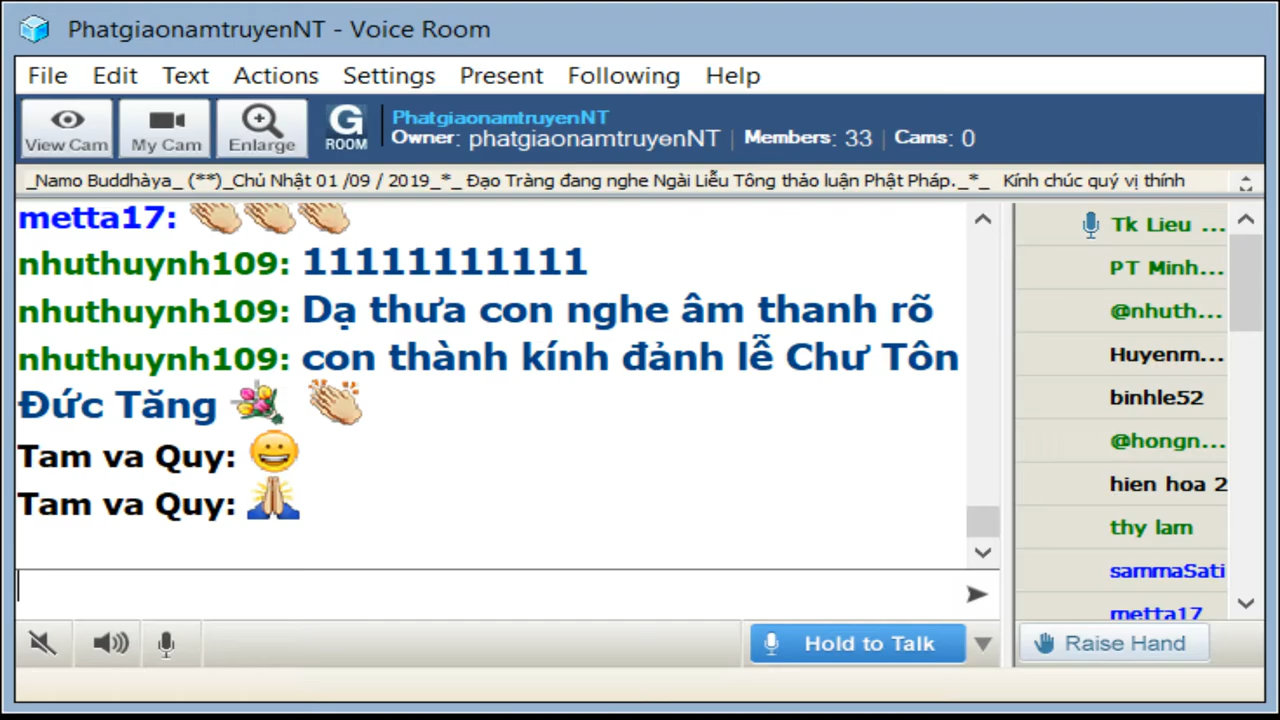 PhatgiaonamtruyenNT - Voice Room
File Edit Text Actions Settings Present Following Help
View Cam My Cam Enlarge G ROOM
PhatgiaonamtruyenNT
Owner: phatgiaonamtruyenNT | Members: 33 | Cams: 0
_Namo Buddhàya_ (**)_Chủ Nhật 01 /09 / 2019_*_ Đạo Tràng đang nghe Ngài Liễu Tông thảo luận Phật Pháp._*_ Kính chúc quý vị thính
metta17:
nhuthuynh109: 11111111111
nhuthuynh109: Dạ thưa con nghe âm thanh rõ
nhuthuynh109: con thành kính đảnh lễ Chư Tôn
Đức Tăng
Tam va Quy:
Tam va Quy:
Tk Lieu ...
PT Minh...
@nhuth...
Huyenm...
binhle52
@hongn...
hien hoa 2
thy lam
sammaSati
metta17
Hold to Talk
Raise Hand